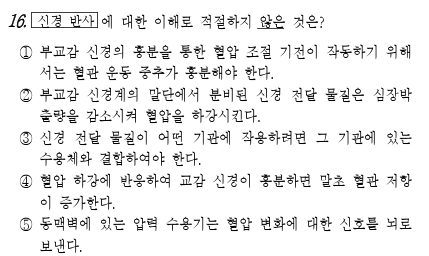 16. 신경 반사 에 대한 이해로 적절하지 않은 것은?
① 부교감 신경의 흥분을 통한 혈압 조절 기전이 작동하기 위해
서는 혈관 운동 중추가 흥분해야 한다.
② 부교감 신경계의 말단에서 분비된 신경 전달 물질은 심장박
출량을 감소시켜 혈압을 하강시킨다.
③ 신경 전달 물질이 어떤 기관에 작용하려면 그 기관에 있는
수용체와 결합하여야 한다.
④ 혈압 하강에 반응하여 교감 신경이 흥분하면 말초 혈관 저항
이 증가한다.
⑤ 동맥벽에 있는 압력 수용기는 혈압 변화에 대한 신호를 뇌로
보낸다.